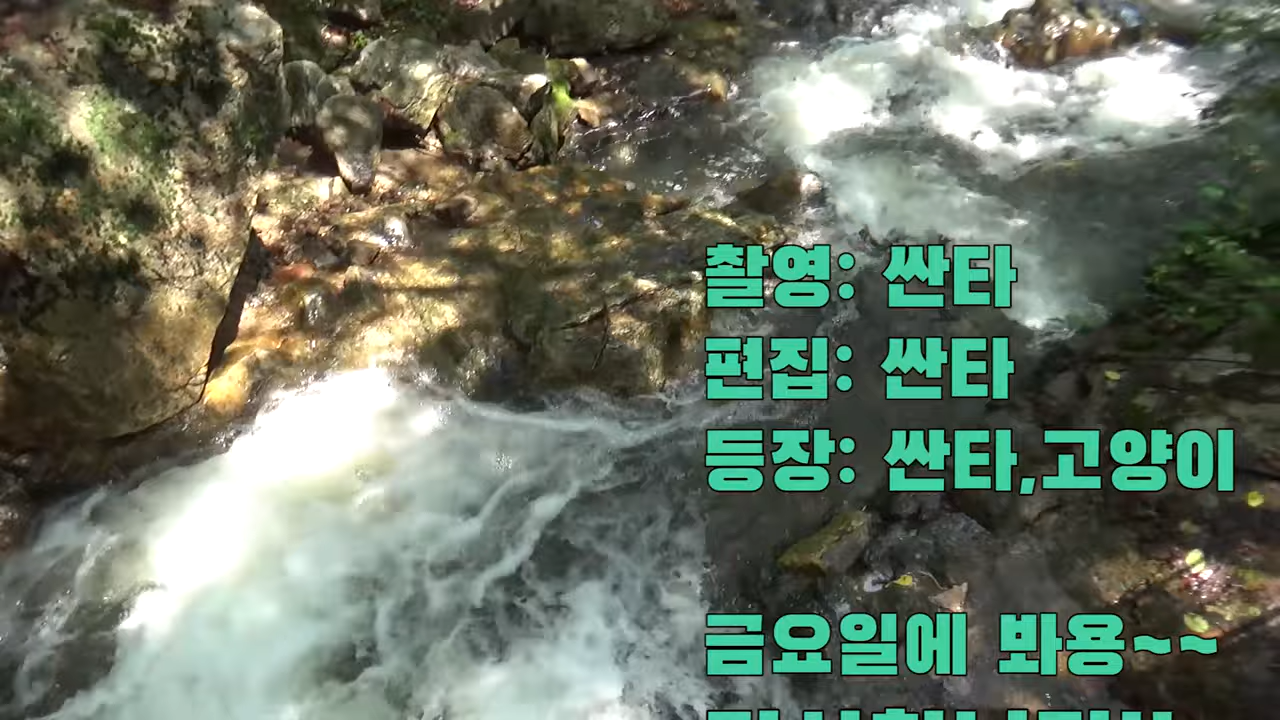 촬영: 싼타
편집: 싼타
등장: 싼타,고양이
금요일에 봐용~~